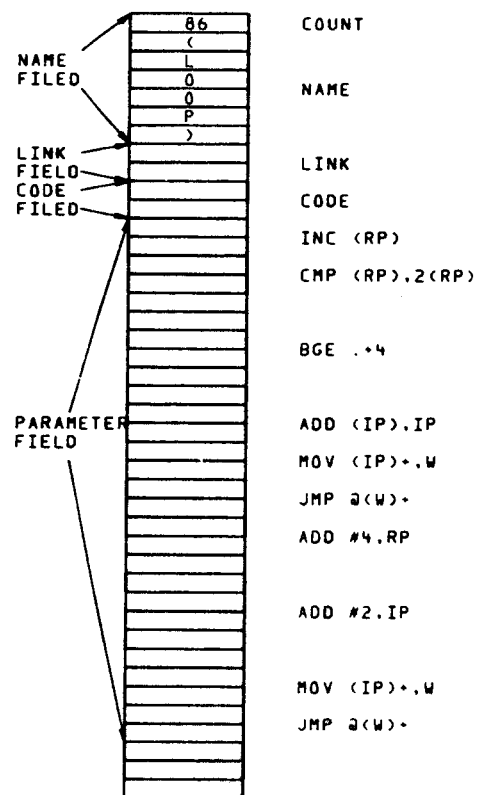 86 COUNT
(
L
NAME
FILED
O
O NAME
P
)
LINK
FIELD LINK
CODE
FILED CODE
INC (RP)
CMP (RP),2(RP)
BGE .+4
PARAMETER
FIELD
ADD (IP),IP
MOV (IP)+,W
JMP @(W)+
ADD #4,RP
ADD #2,IP
MOV (IP)+,W
JMP @(W)+